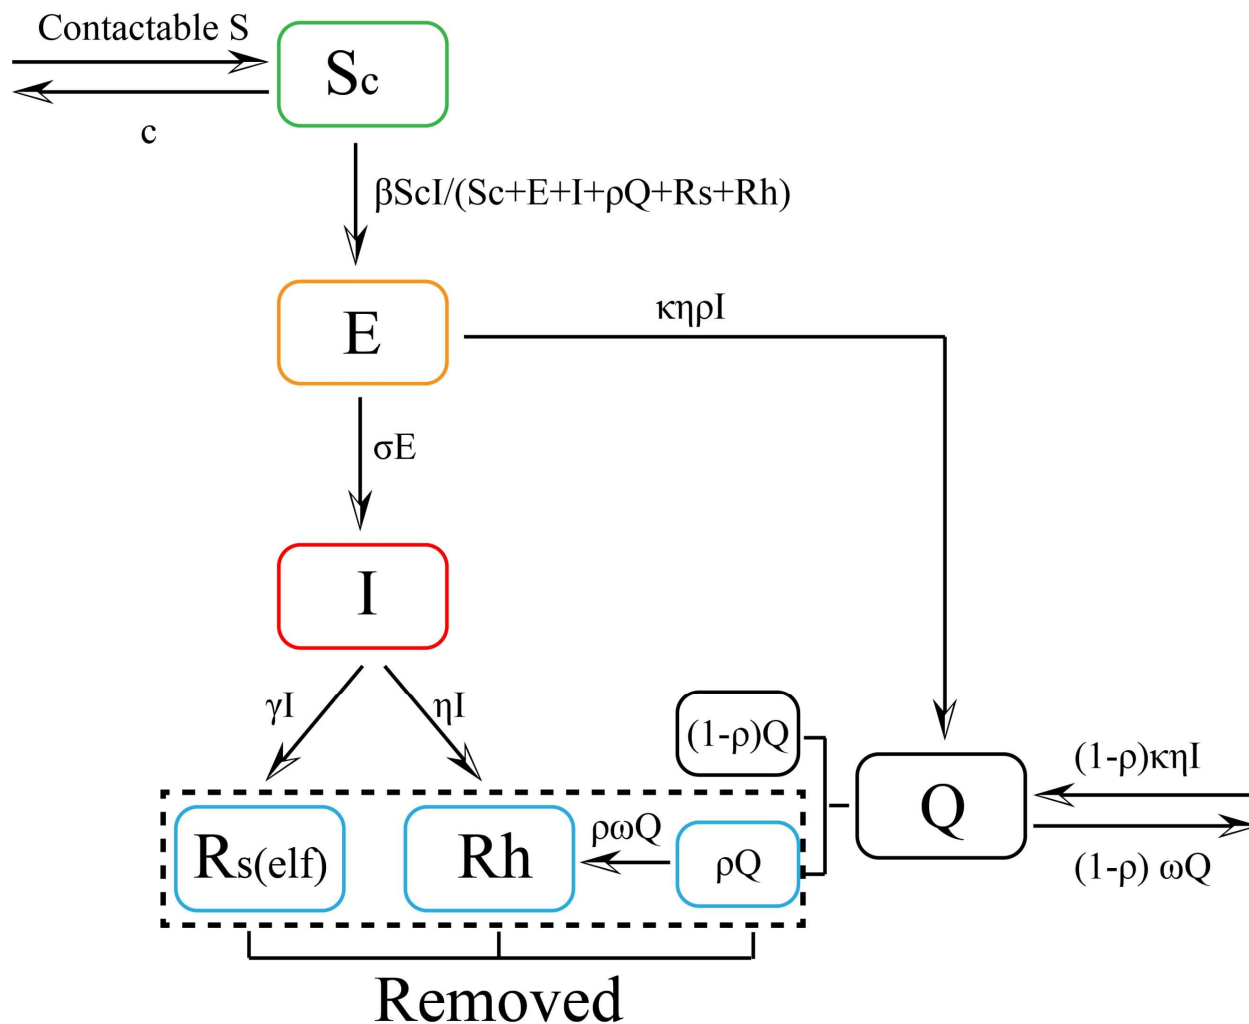 Contactable S
Sc
c
βScI/(Sc+E+I+ρQ+Rs+Rh)
E
κηρI
σE
I
γI
ηI
(1-ρ)Q
(1-ρ)κηI
Q
Rs(elf)
Rh
ρωQ
ρQ
(1-ρ) ωQ
Removed